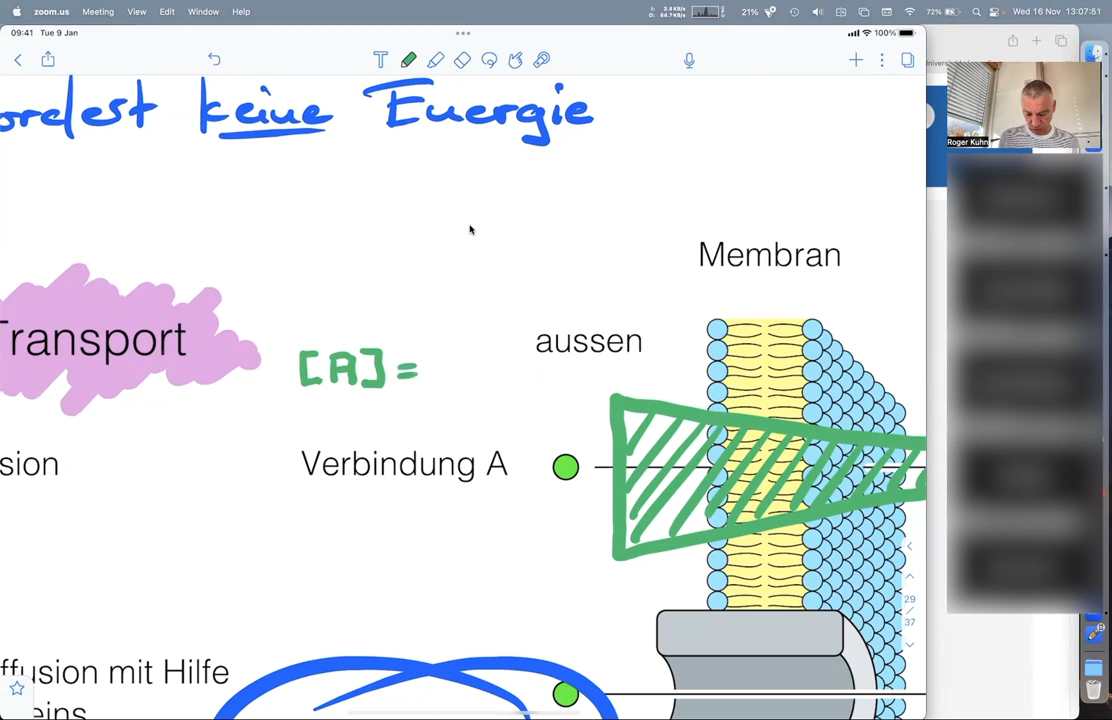 zoom.us Meeting View Edit Window Help
21% 72% Wed 16 Nov 13:07:51
09:41 Tue 9 Jan
100%
keine Energie
Roger Kuhn
Membran
Transport
aussen
[A] =
sion
Verbindung A
29
/
37
ffusion mit Hilfe
eins